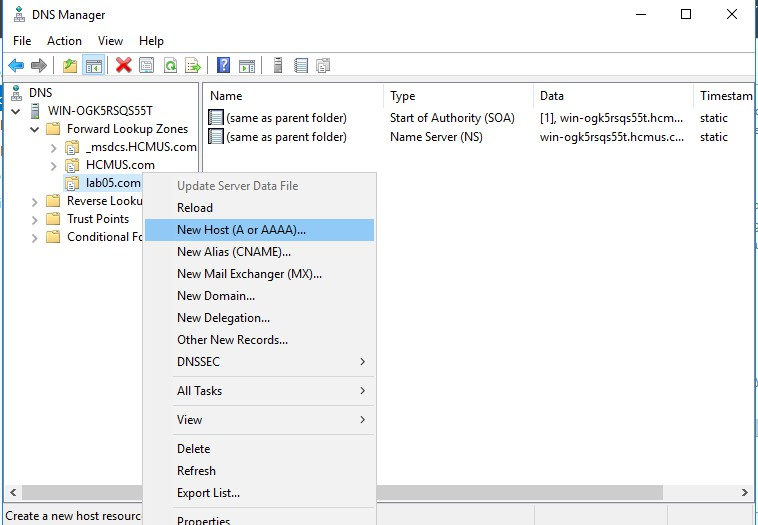 DNS Manager
File Action View Help
DNS
WIN-OGK5RSQS55T
Forward Lookup Zones
_msdcs.HCMUS.com
HCMUS.com
lab05.com
Reverse Looku
Trust Points
Conditional Fo
Name Type Data Timestam
(same as parent folder) Start of Authority (SOA) [1], win-ogk5rsqs55t.hcm... static
(same as parent folder) Name Server (NS) win-ogk5rsqs55t.hcmus.c... static
Update Server Data File
Reload
New Host (A or AAAA)...
New Alias (CNAME)...
New Mail Exchanger (MX)...
New Domain...
New Delegation...
Other New Records...
DNSSEC
All Tasks
View
Delete
Refresh
Export List...
Properties
Create a new host resourc